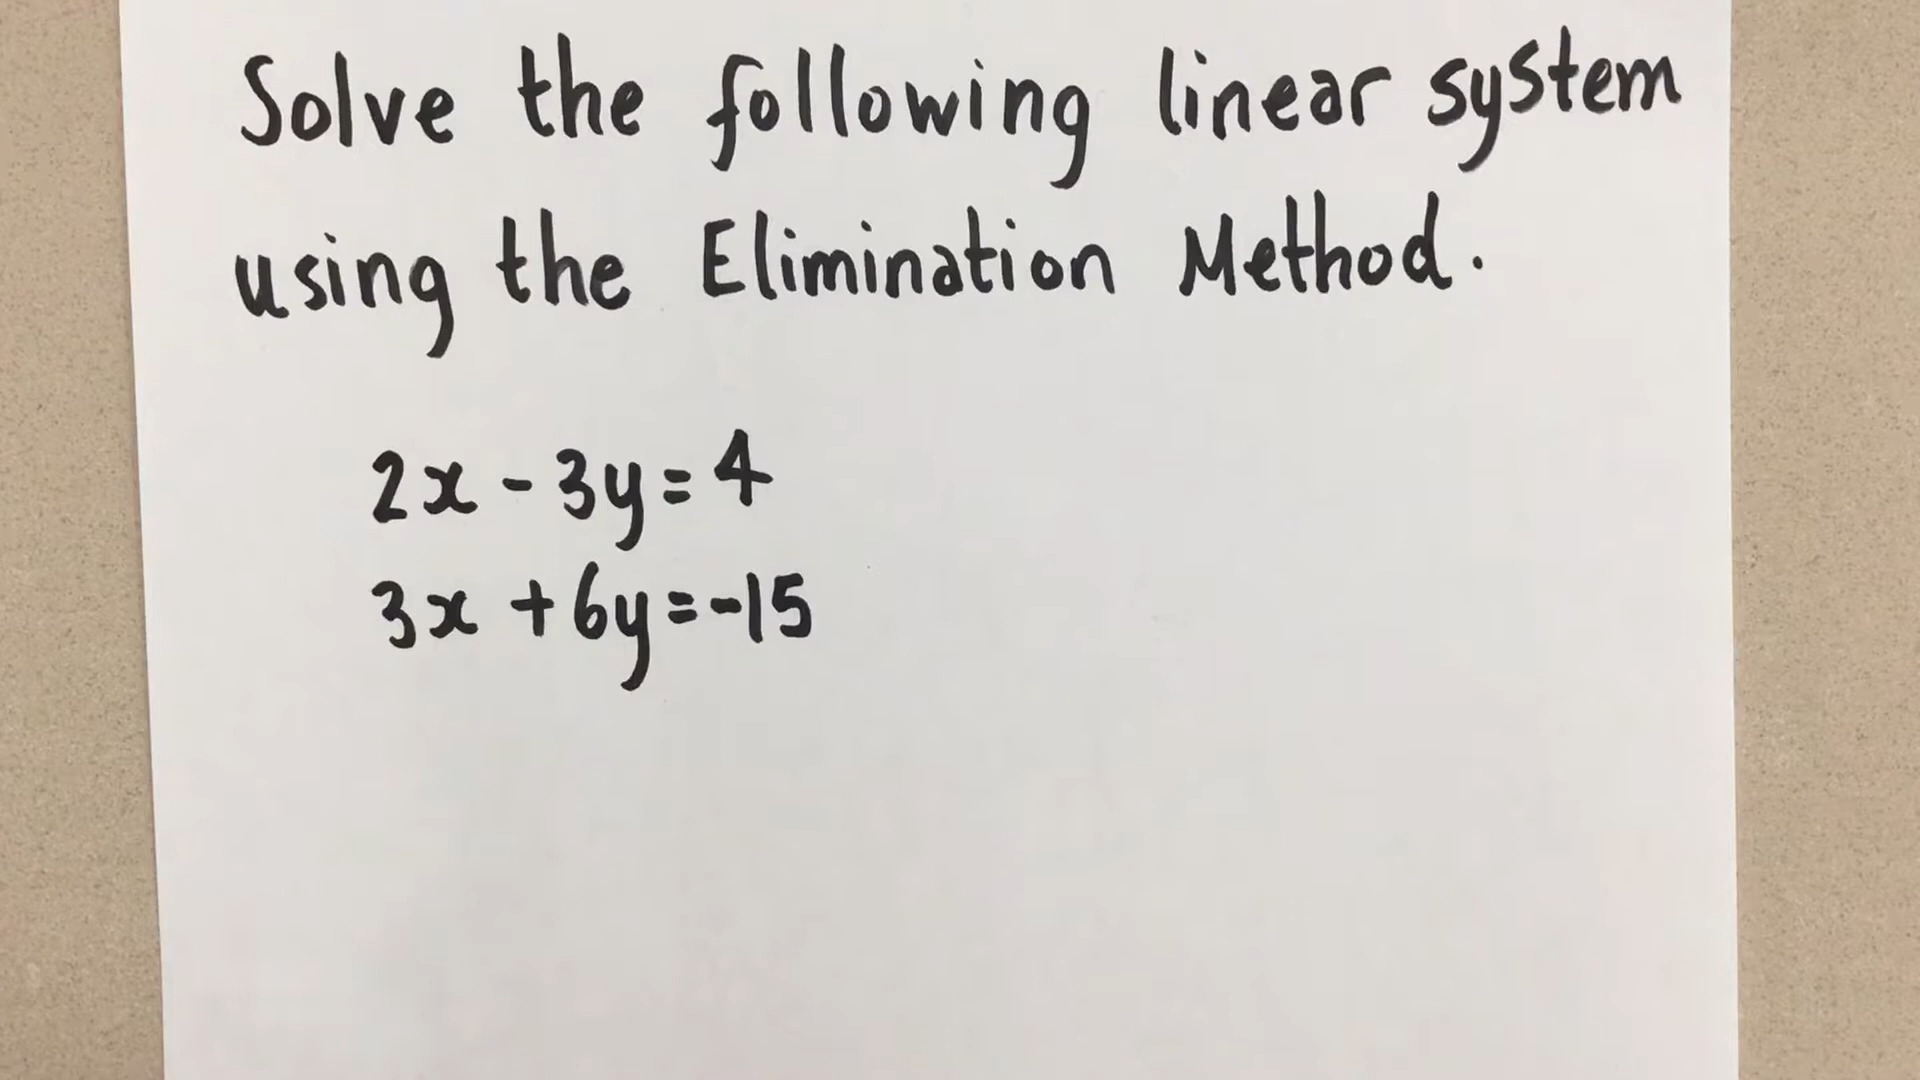 Solve the following linear system
using the Elimination Method.
2x - 3y = 4
3x + 6y = -15